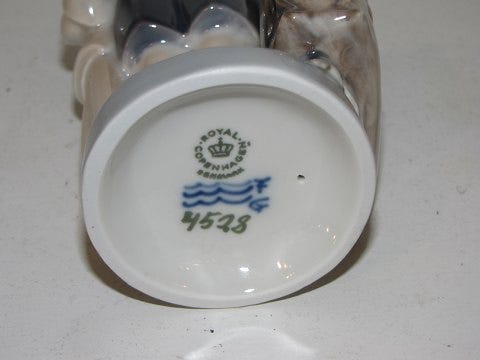 ROYAL
COPENHAGEN
DENMARK
F
G
4528